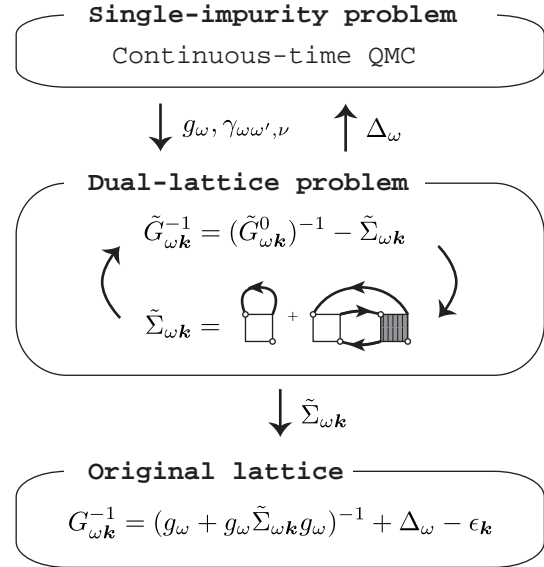 Single-impurity problem
Continuous-time QMC
g_ω, γ_{ωω′,ν} Δ_ω
Dual-lattice problem
G̃^{-1}_{ωk} = (G̃^0_{ωk})^{-1} − Σ̃_{ωk}
Σ̃_{ωk} = +
Σ̃_{ωk}
Original lattice
G^{-1}_{ωk} = (g_ω + g_ω Σ̃_{ωk} g_ω)^{-1} + Δ_ω − ϵ_k